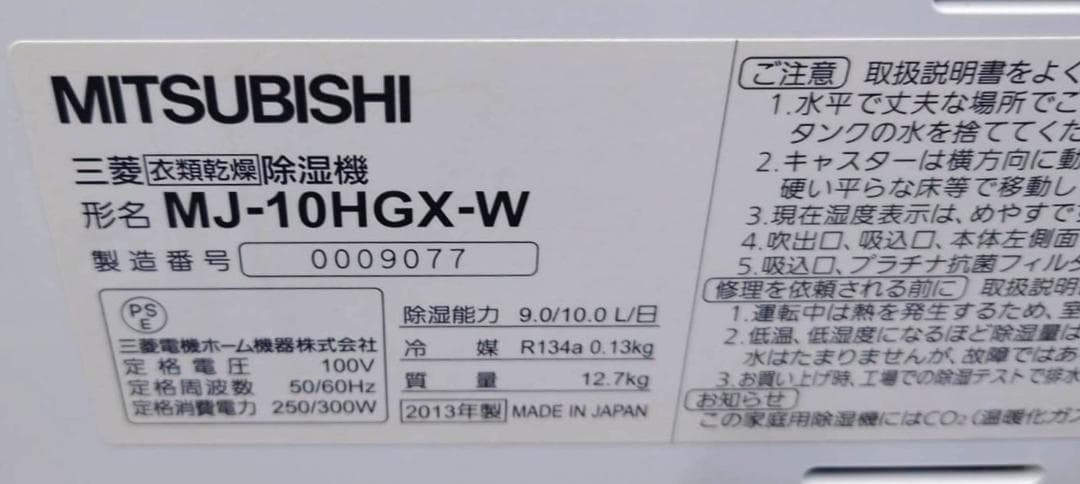 MITSUBISHI
三菱 衣類乾燥 除湿機
形名 MJ-10HGX-W
製造番号 0009077
PS
E
三菱電機ホーム機器株式会社
定格電圧 100V
定格周波数 50/60Hz
定格消費電力 250/300W
除湿能力 9.0/10.0 L/日
冷媒 R134a 0.13kg
質量 12.7kg
2013年製 MADE IN JAPAN
ご注意 取扱説明書をよく
1.水平で丈夫な場所でご
タンクの水を捨ててくだ
2.キャスターは横方向に動
硬い平らな床等で移動し
3.現在湿度表示は、めやすで
4.吹出口、吸込口、本体左側面
5.吸込口、プラチナ抗菌フィルタ
修理を依頼される前に 取扱説明
1.運転中は熱を発生するため、室
2.低温、低湿度になるほど除湿量は
水はたまりませんが、故障ではあ
3.お買い上げ時、工場での除湿テストで排水
お知らせ
この家庭用除湿機にはCO₂(温暖化ガス